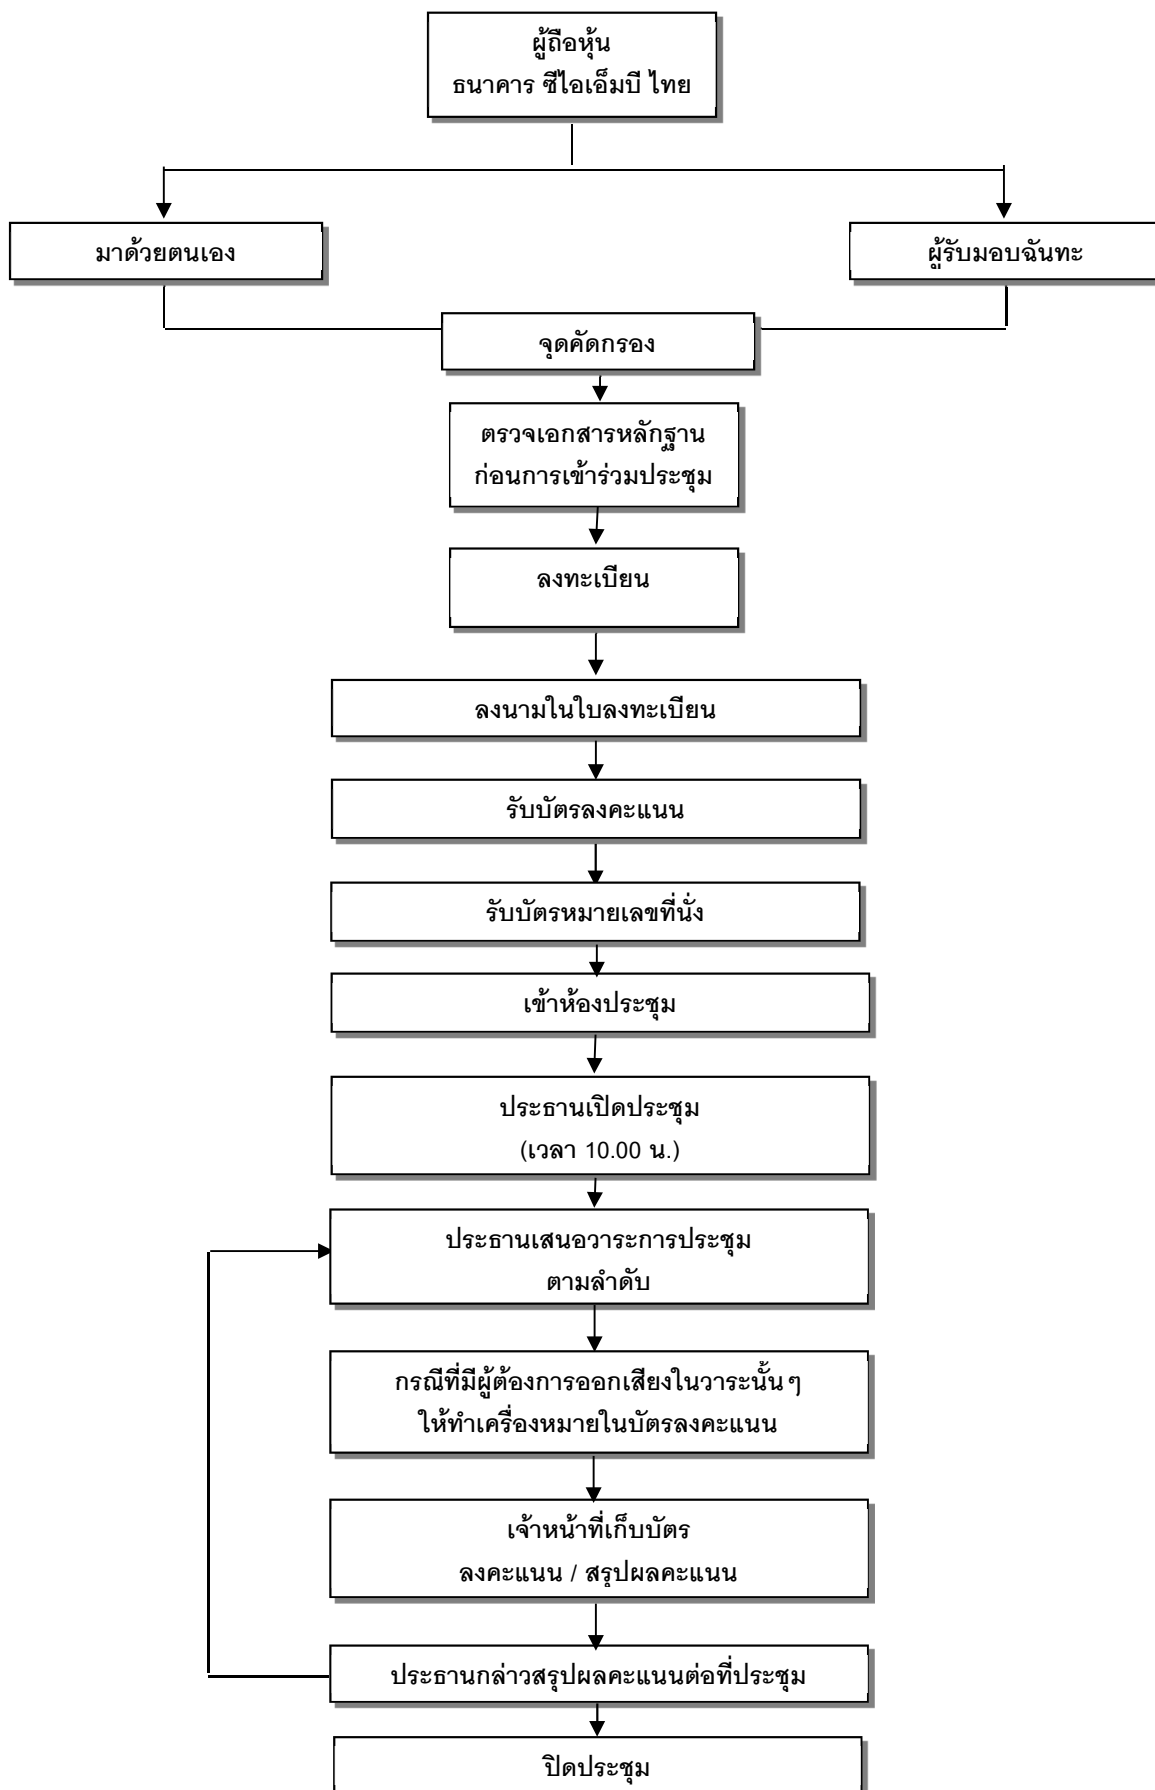 ผู้ถือหุ้น
ธนาคาร ซีไอเอ็มบี ไทย
มาด้วยตนเอง
ผู้รับมอบฉันทะ
จุดคัดกรอง
ตรวจเอกสารหลักฐาน
ก่อนการเข้าร่วมประชุม
ลงทะเบียน
ลงนามในใบลงทะเบียน
รับบัตรลงคะแนน
รับบัตรหมายเลขที่นั่ง
เข้าห้องประชุม
ประธานเปิดประชุม
(เวลา 10.00 น.)
ประธานเสนอวาระการประชุม
ตามลำดับ
กรณีที่มีผู้ต้องการออกเสียงในวาระนั้น ๆ
ให้ทำเครื่องหมายในบัตรลงคะแนน
เจ้าหน้าที่เก็บบัตร
ลงคะแนน / สรุปผลคะแนน
ประธานกล่าวสรุปผลคะแนนต่อที่ประชุม
ปิดประชุม